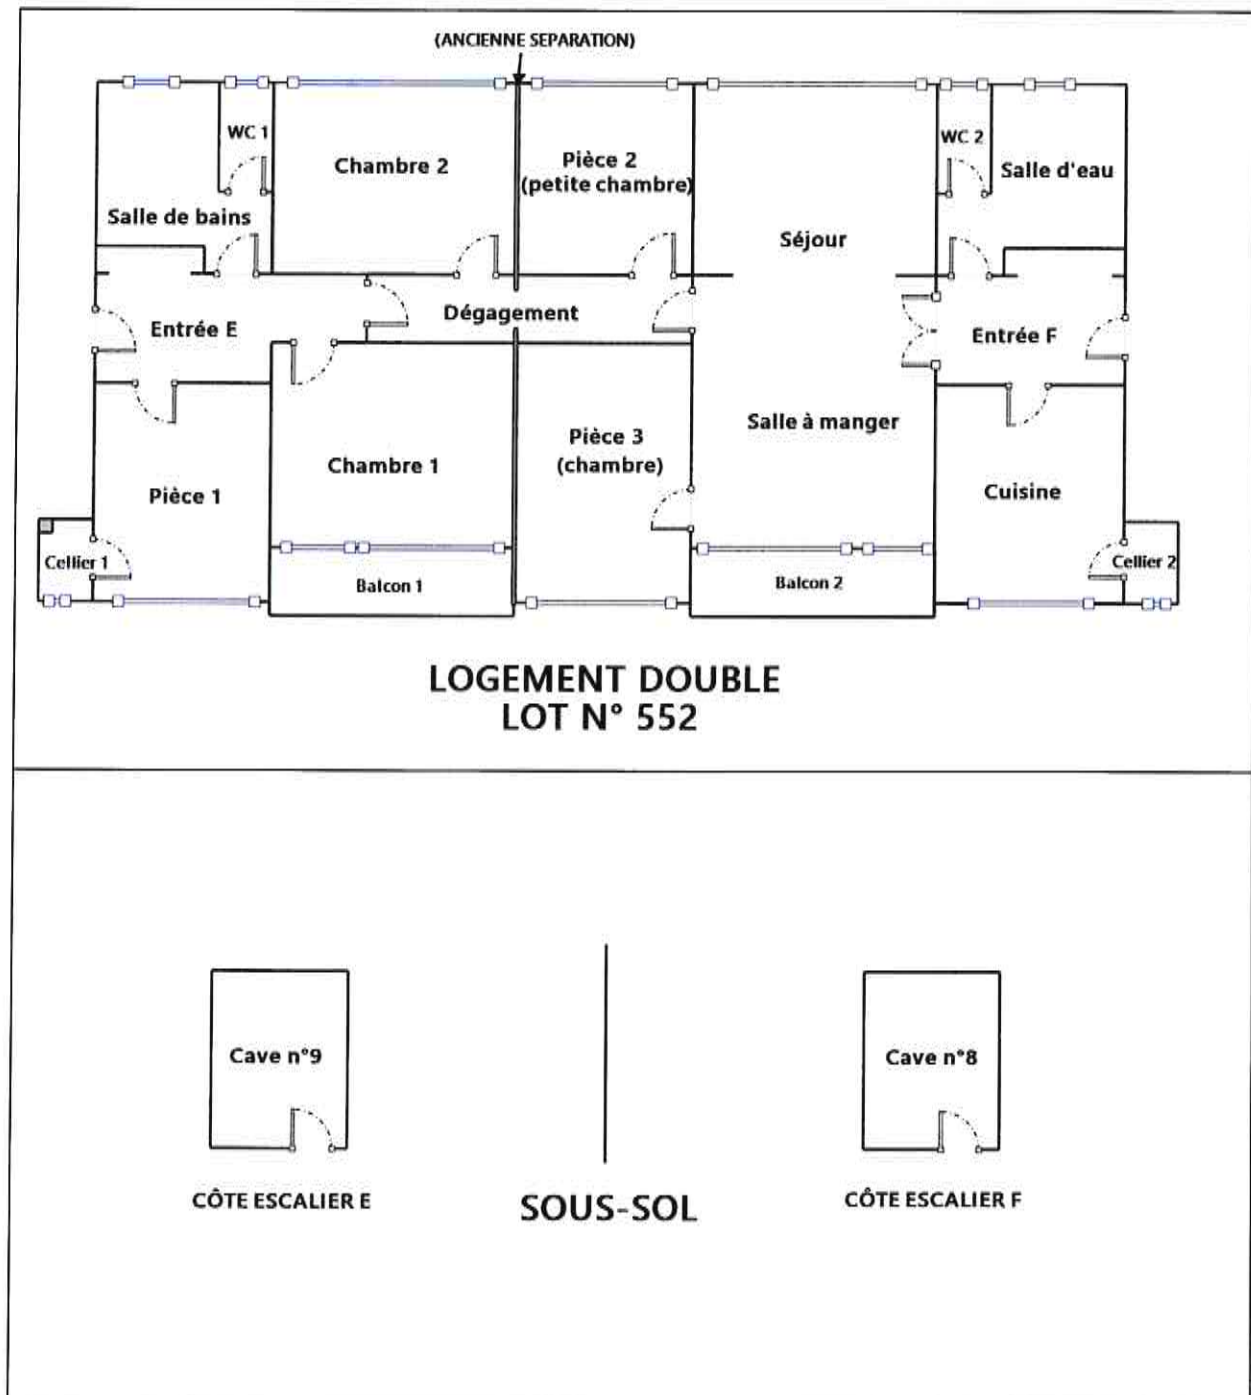 (ANCIENNE SEPARATION)
WC 1
Chambre 2
Pièce 2
(petite chambre)
WC 2
Salle d'eau
Salle de bains
Séjour
Entrée E
Dégagement
Entrée F
Salle à manger
Pièce 3
(chambre)
Chambre 1
Pièce 1
Cuisine
Cellier 1
Balcon 1
Balcon 2
Cellier 2
LOGEMENT DOUBLE
LOT N° 552
Cave n°9
Cave n°8
CÔTE ESCALIER E
SOUS-SOL
CÔTE ESCALIER F